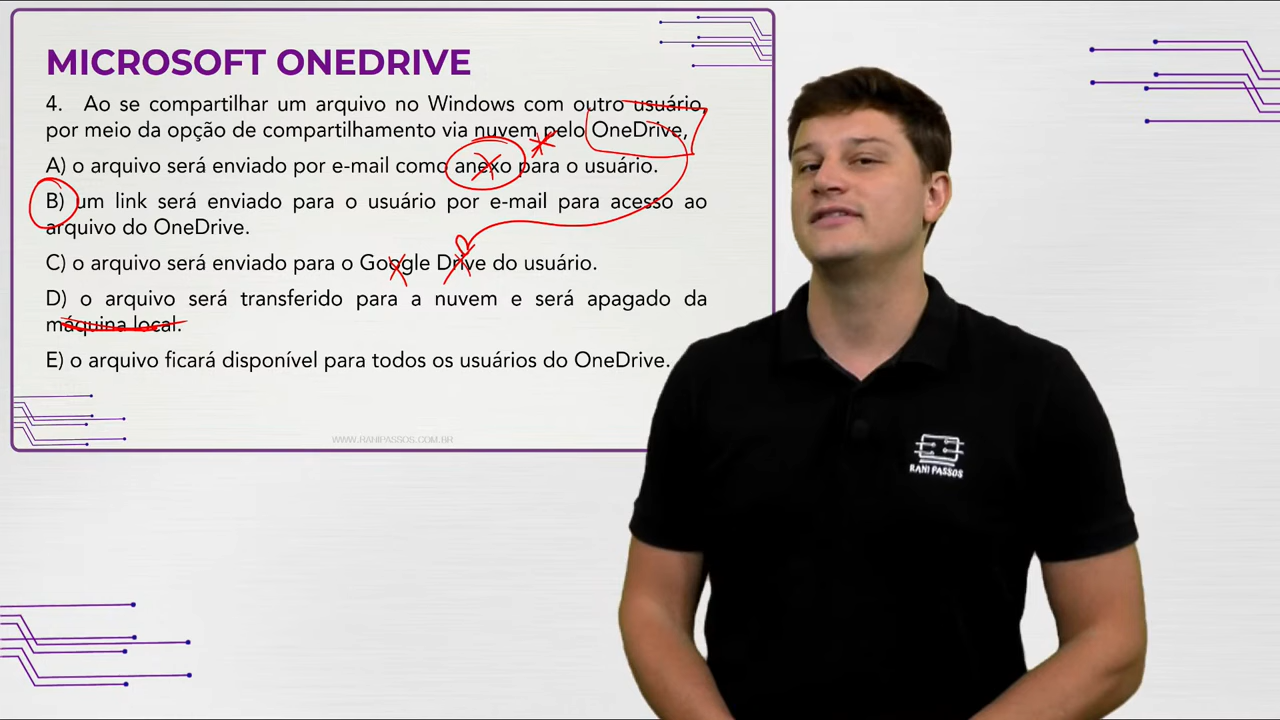 MICROSOFT ONEDRIVE
4. Ao se compartilhar um arquivo no Windows com outro usuário,
por meio da opção de compartilhamento via nuvem pelo OneDrive,
A) o arquivo será enviado por e-mail como anexo para o usuário.
B) um link será enviado para o usuário por e-mail para acesso ao
arquivo do OneDrive.
C) o arquivo será enviado para o Google Drive do usuário.
D) o arquivo será transferido para a nuvem e será apagado da
máquina local.
E) o arquivo ficará disponível para todos os usuários do OneDrive.
WWW.RANIPASSOS.COM.BR
RANI PASSOS